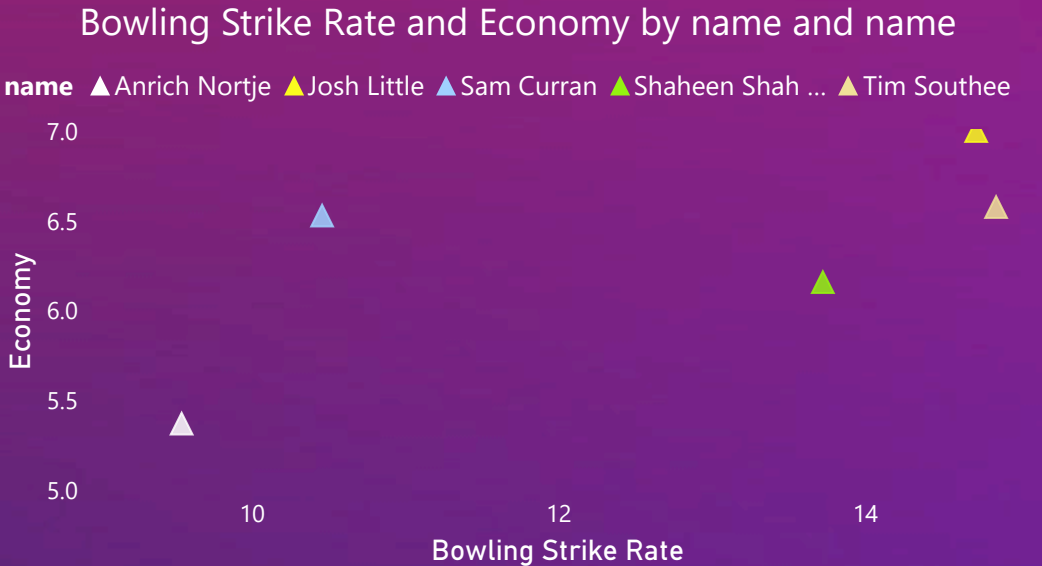 Bowling Strike Rate and Economy by name and name
name Anrich Nortje Josh Little Sam Curran Shaheen Shah ... Tim Southee
7.0
6.5
6.0
5.5
5.0
Economy
10 12 14
Bowling Strike Rate